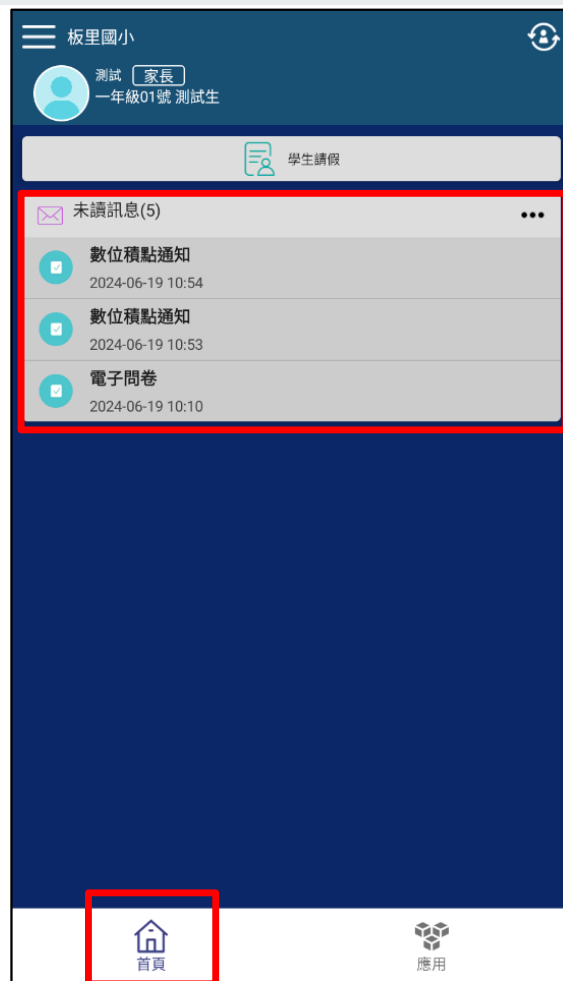 板里國小
測試 家長
一年級01號 測試生
學生請假
未讀訊息(5)
數位積點通知
2024-06-19 10:54
數位積點通知
2024-06-19 10:53
電子問卷
2024-06-19 10:10
首頁
應用